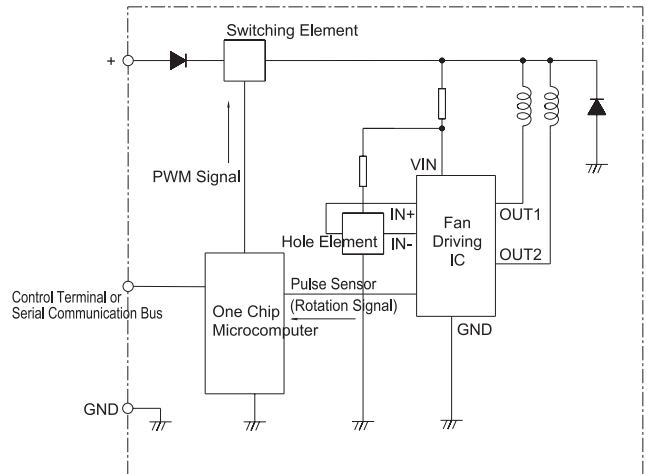 Switching Element
+
PWM Signal
VIN
IN+
Hole Element
IN-
Fan
Driving
IC
OUT1
OUT2
Control Terminal or
Serial Communication Bus
One Chip
Microcomputer
Pulse Sensor
(Rotation Signal)
GND
GND